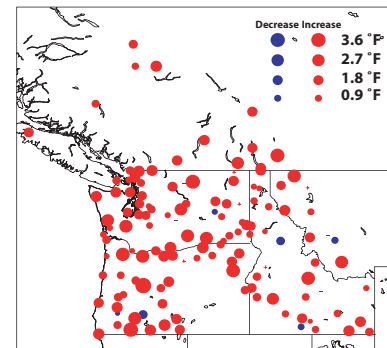 Decrease Increase
3.6 ˚F
2.7 ˚F
1.8 ˚F
0.9 ˚F